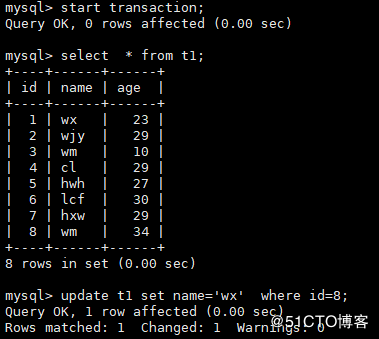 mysql> start transaction;
Query OK, 0 rows affected (0.00 sec)
mysql> select  * from t1;
+----+------+------+
| id | name | age  |
+----+------+------+
|  1 | wx   |   23 |
|  2 | wjy  |   29 |
|  3 | wm   |   10 |
|  4 | cl   |   29 |
|  5 | hwh  |   27 |
|  6 | lcf  |   30 |
|  7 | hxw  |   29 |
|  8 | wm   |   34 |
+----+------+------+
8 rows in set (0.00 sec)
mysql> update t1 set name='wx'  where id=8;
Query OK, 1 row affected (0.00 sec)
Rows matched: 1  Changed: 1  Warnings: 0
@51CTO博客